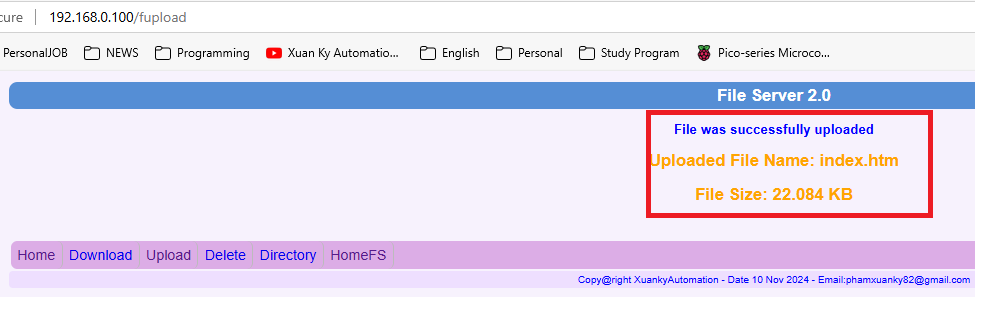 cure 192.168.0.100/fupload
PersonalJOB NEWS Programming Xuan Ky Automatio... English Personal Study Program Pico-series Microco...
File Server 2.0
File was successfully uploaded
Uploaded File Name: index.htm
File Size: 22.084 KB
Home Download Upload Delete Directory HomeFS
Copy@right XuankyAutomation - Date 10 Nov 2024 - Email:phamxuanky82@gmail.com